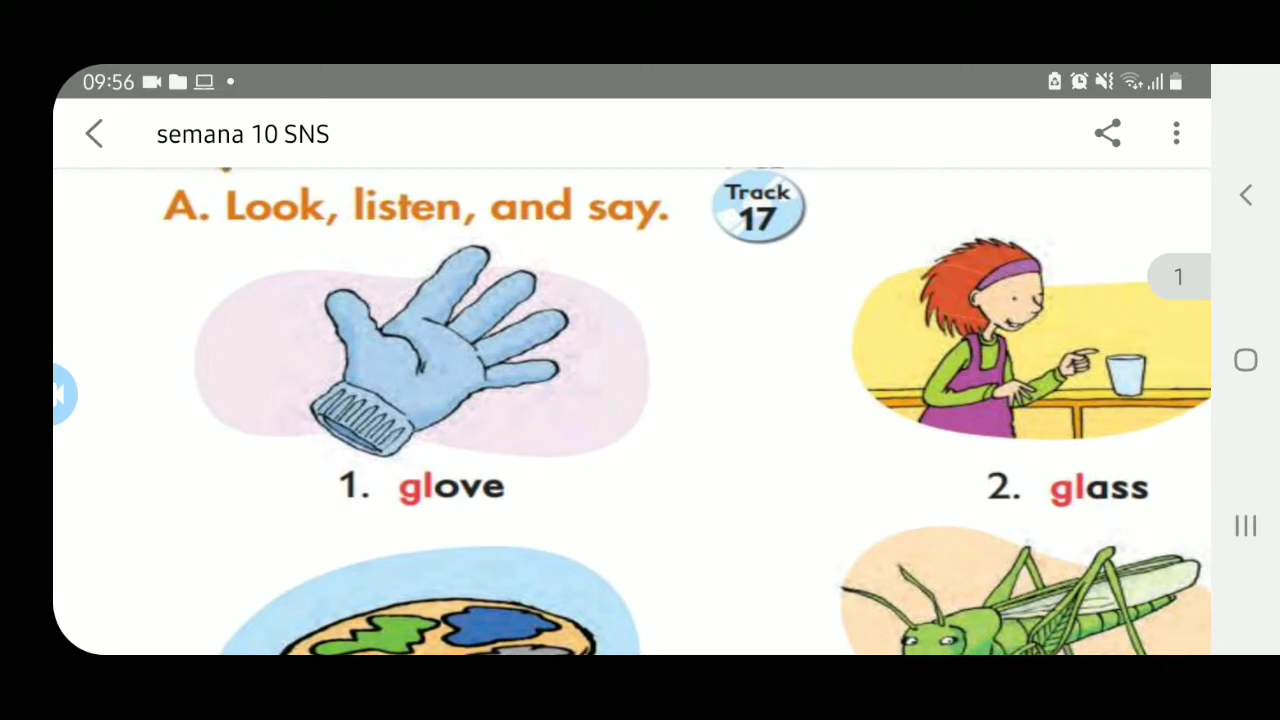 09:56
semana 10 SNS
A. Look, listen, and say.
Track
17
1
1. glove
2. glass